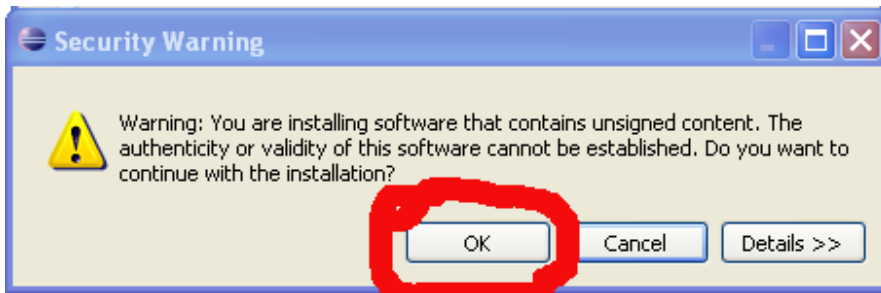 Security Warning
Warning: You are installing software that contains unsigned content. The
authenticity or validity of this software cannot be established. Do you want to
continue with the installation?
OK Cancel Details >>